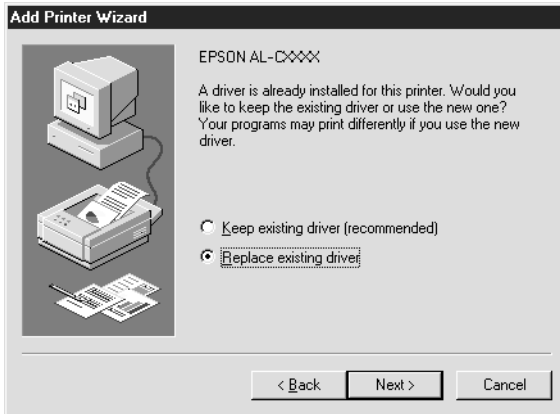 Add Printer Wizard
EPSON AL-CXXXX
A driver is already installed for this printer. Would you
like to keep the existing driver or use the new one?
Your programs may print differently if you use the new
driver.
Keep existing driver (recommended)
Replace existing driver
< Back
Next >
Cancel